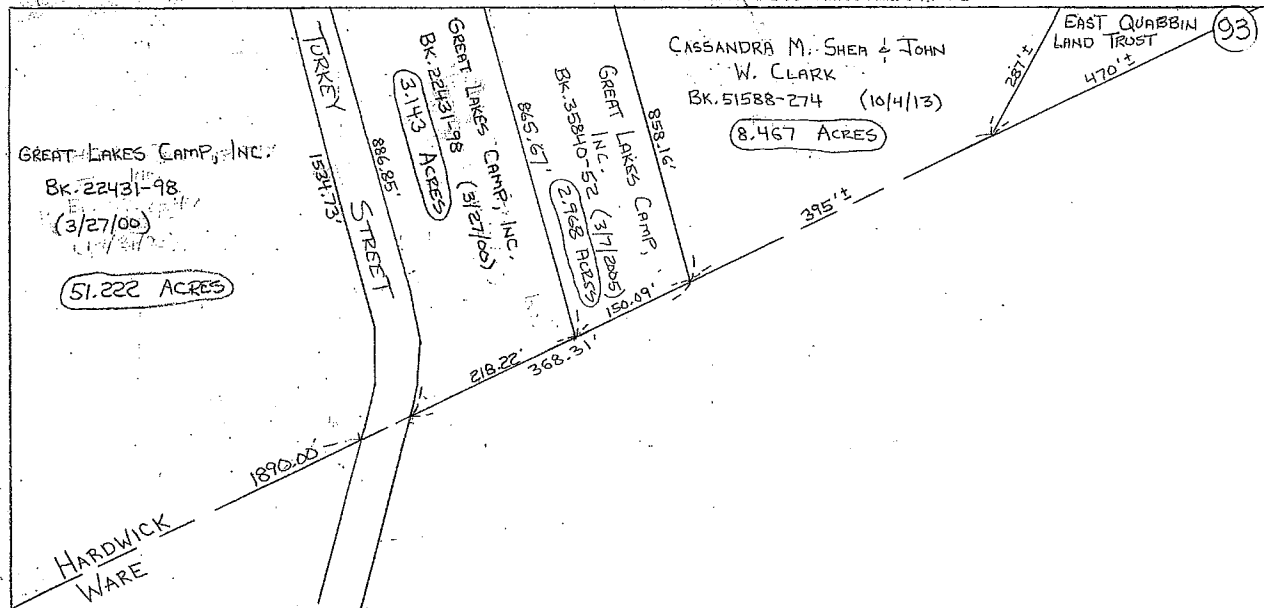 GREAT LAKES CAMP, INC.
BK. 22431-98
(3/27/00)
51.222 ACRES
1534.73'
TURKEY STREET
886.85'
GREAT LAKES CAMP, INC.
BK. 22431-98 (3/27/00)
3.143 ACRES
865.67'
GREAT LAKES CAMP,
INC.
BK. 35840-52 (3/7/2005)
2.968 ACRES
858.16'
CASSANDRA M. SHEA & JOHN
W. CLARK
BK. 51588-274 (10/4/13)
8.467 ACRES
287'±
EAST QUABBIN
LAND TRUST
93
470'±
395'±
150.09'
368.31'
218.22'
1890.00'
HARDWICK
WARE